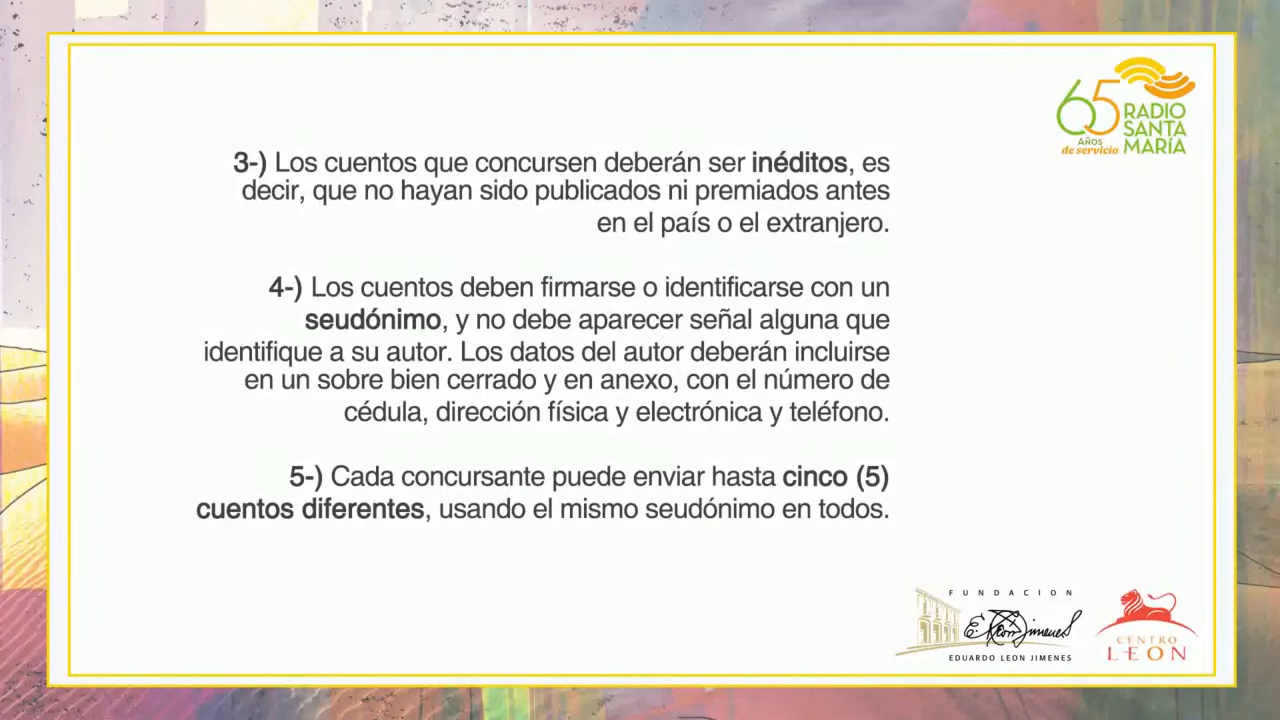 65
AÑOS
de servicio
RADIO
SANTA
MARÍA
3-) Los cuentos que concursen deberán ser inéditos, es
decir, que no hayan sido publicados ni premiados antes
en el país o el extranjero.
4-) Los cuentos deben firmarse o identificarse con un
seudónimo, y no debe aparecer señal alguna que
identifique a su autor. Los datos del autor deberán incluirse
en un sobre bien cerrado y en anexo, con el número de
cédula, dirección física y electrónica y teléfono.
5-) Cada concursante puede enviar hasta cinco (5)
cuentos diferentes, usando el mismo seudónimo en todos.
FUNDACION
E. León Jimenes
EDUARDO LEON JIMENES
CENTRO
LEON